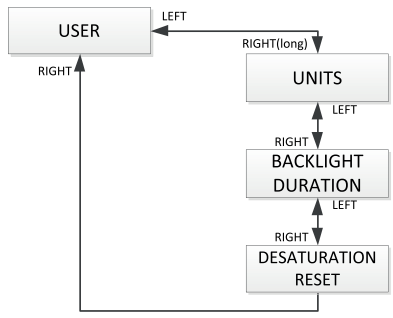 USER
LEFT
RIGHT(long)
RIGHT
UNITS
LEFT
RIGHT
BACKLIGHT
DURATION
LEFT
RIGHT
DESATURATION
RESET